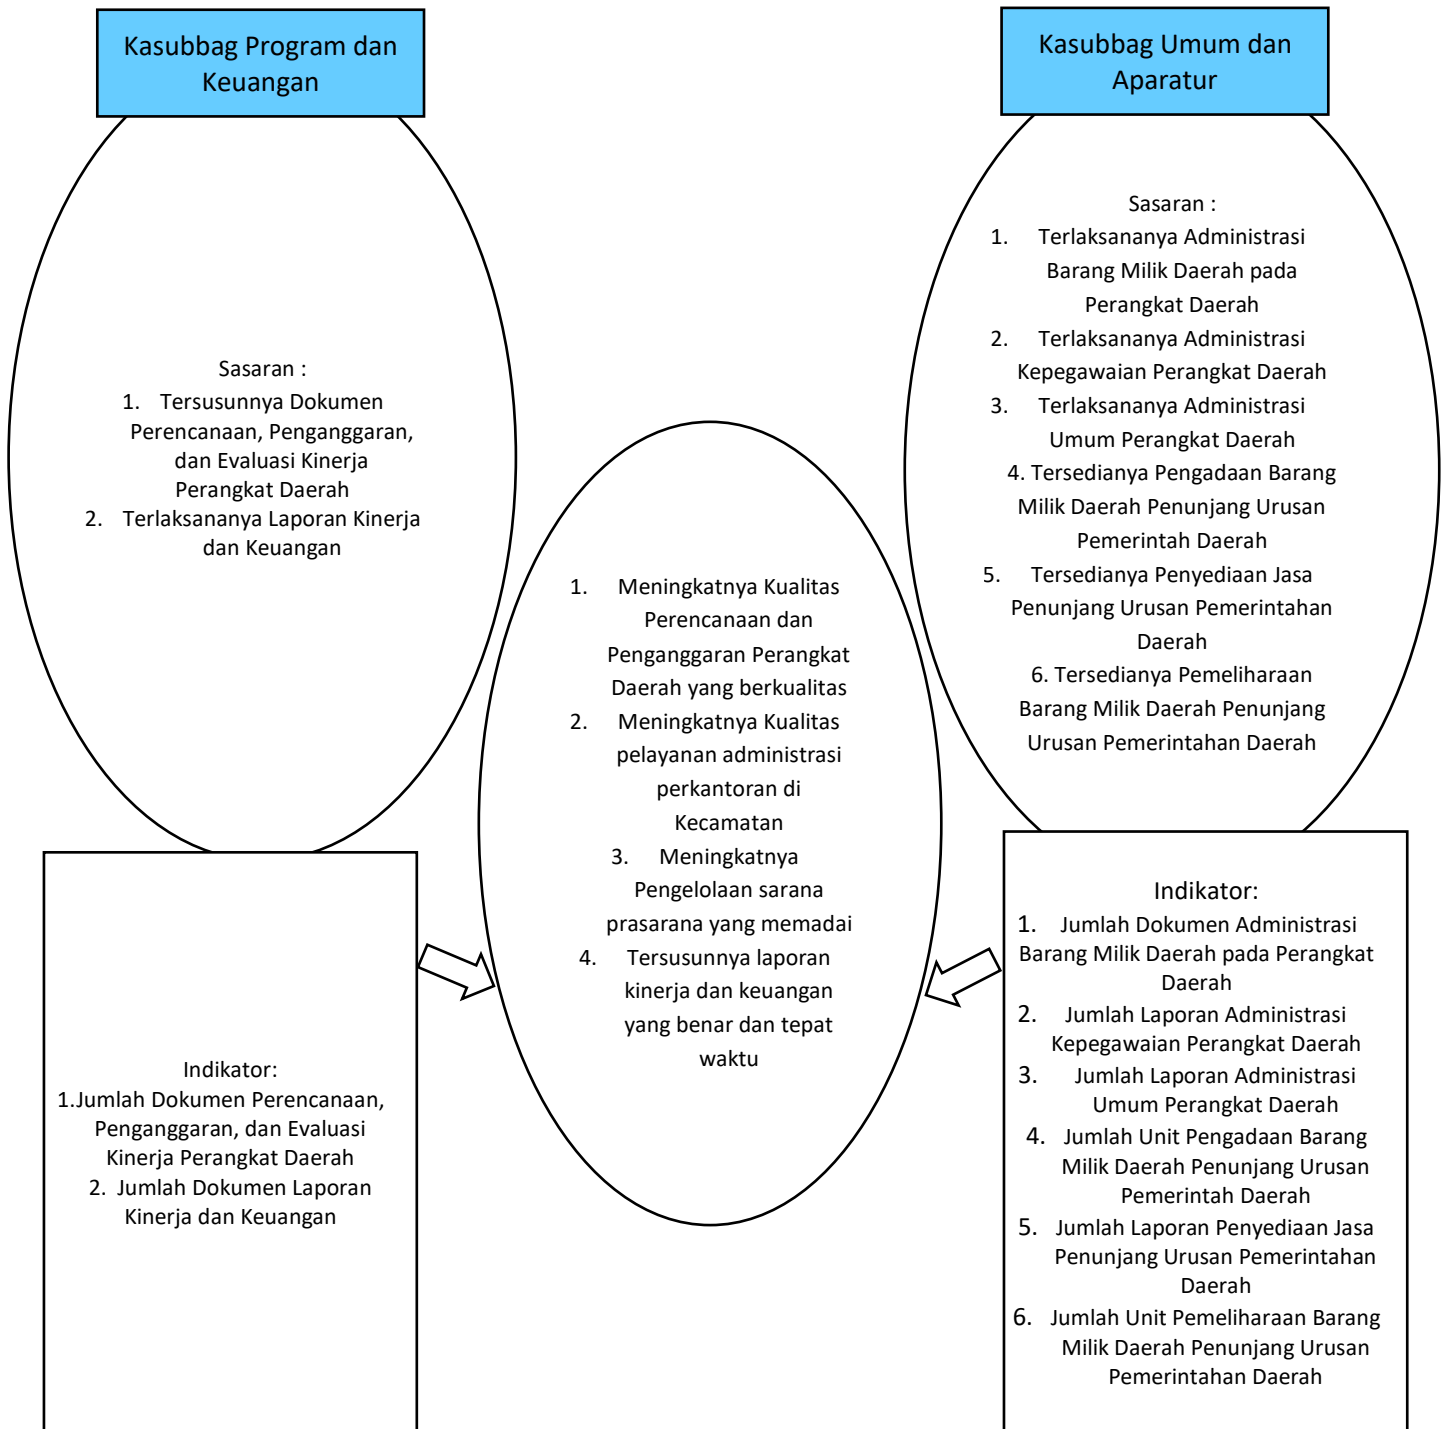 Kasubbag Program dan
Keuangan
Sasaran :
1. Tersusunnya Dokumen
Perencanaan, Penganggaran,
dan Evaluasi Kinerja
Perangkat Daerah
2. Terlaksananya Laporan Kinerja
dan Keuangan
Indikator:
1.Jumlah Dokumen Perencanaan,
Penganggaran, dan Evaluasi
Kinerja Perangkat Daerah
2. Jumlah Dokumen Laporan
Kinerja dan Keuangan
1. Meningkatnya Kualitas
Perencanaan dan
Penganggaran Perangkat
Daerah yang berkualitas
2. Meningkatnya Kualitas
pelayanan administrasi
perkantoran di
Kecamatan
3. Meningkatnya
Pengelolaan sarana
prasarana yang memadai
4. Tersusunnya laporan
kinerja dan keuangan
yang benar dan tepat
waktu
Kasubbag Umum dan
Aparatur
Sasaran :
1. Terlaksananya Administrasi
Barang Milik Daerah pada
Perangkat Daerah
2. Terlaksananya Administrasi
Kepegawaian Perangkat Daerah
3. Terlaksananya Administrasi
Umum Perangkat Daerah
4. Tersedianya Pengadaan Barang
Milik Daerah Penunjang Urusan
Pemerintah Daerah
5. Tersedianya Penyediaan Jasa
Penunjang Urusan Pemerintahan
Daerah
6. Tersedianya Pemeliharaan
Barang Milik Daerah Penunjang
Urusan Pemerintahan Daerah
Indikator:
1. Jumlah Dokumen Administrasi
Barang Milik Daerah pada Perangkat
Daerah
2. Jumlah Laporan Administrasi
Kepegawaian Perangkat Daerah
3. Jumlah Laporan Administrasi
Umum Perangkat Daerah
4. Jumlah Unit Pengadaan Barang
Milik Daerah Penunjang Urusan
Pemerintah Daerah
5. Jumlah Laporan Penyediaan Jasa
Penunjang Urusan Pemerintahan
Daerah
6. Jumlah Unit Pemeliharaan Barang
Milik Daerah Penunjang Urusan
Pemerintahan Daerah